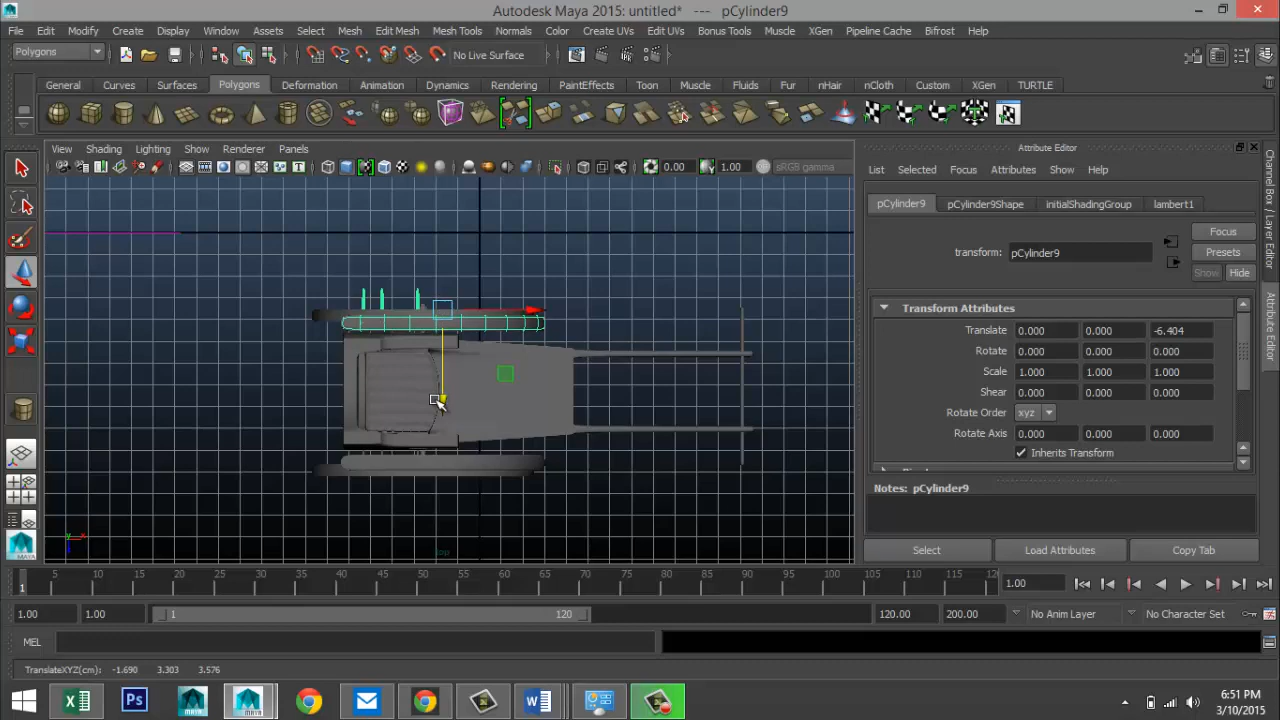 Autodesk Maya 2015: untitled*   ---   pCylinder9
File Edit Modify Create Display Window Assets Select Mesh Edit Mesh Mesh Tools Normals Color Create UVs Edit UVs Bonus Tools Muscle XGen Pipeline Cache Bifrost Help
Polygons No Live Surface
General Curves Surfaces Polygons Deformation Animation Dynamics Rendering PaintEffects Toon Muscle Fluids Fur nHair nCloth Custom XGen TURTLE
View Shading Lighting Show Renderer Panels
Attribute Editor
0.00 1.00 sRGB gamma
List Selected Focus Attributes Show Help
pCylinder9 pCylinder9Shape initialShadingGroup lambert1
Focus
transform: pCylinder9 Presets
Show Hide
Transform Attributes
Translate 0.000 0.000 -6.404
Rotate 0.000 0.000 0.000
Scale 1.000 1.000 1.000
Shear 0.000 0.000 0.000
Rotate Order xyz
Rotate Axis 0.000 0.000 0.000
Inherits Transform
Notes: pCylinder9
Select Load Attributes Copy Tab
Channel Box / Layer Editor
Attribute Editor
top
y x
MAYA
1 5 10 15 20 25 30 35 40 45 50 55 60 65 70 75 80 85 90 95 100 105 110 115 120 1.00
1.00 1.00 1 120 120.00 200.00 No Anim Layer No Character Set
MEL
TranslateXYZ(cm): -1.690 3.303 3.576
6:51 PM
3/10/2015